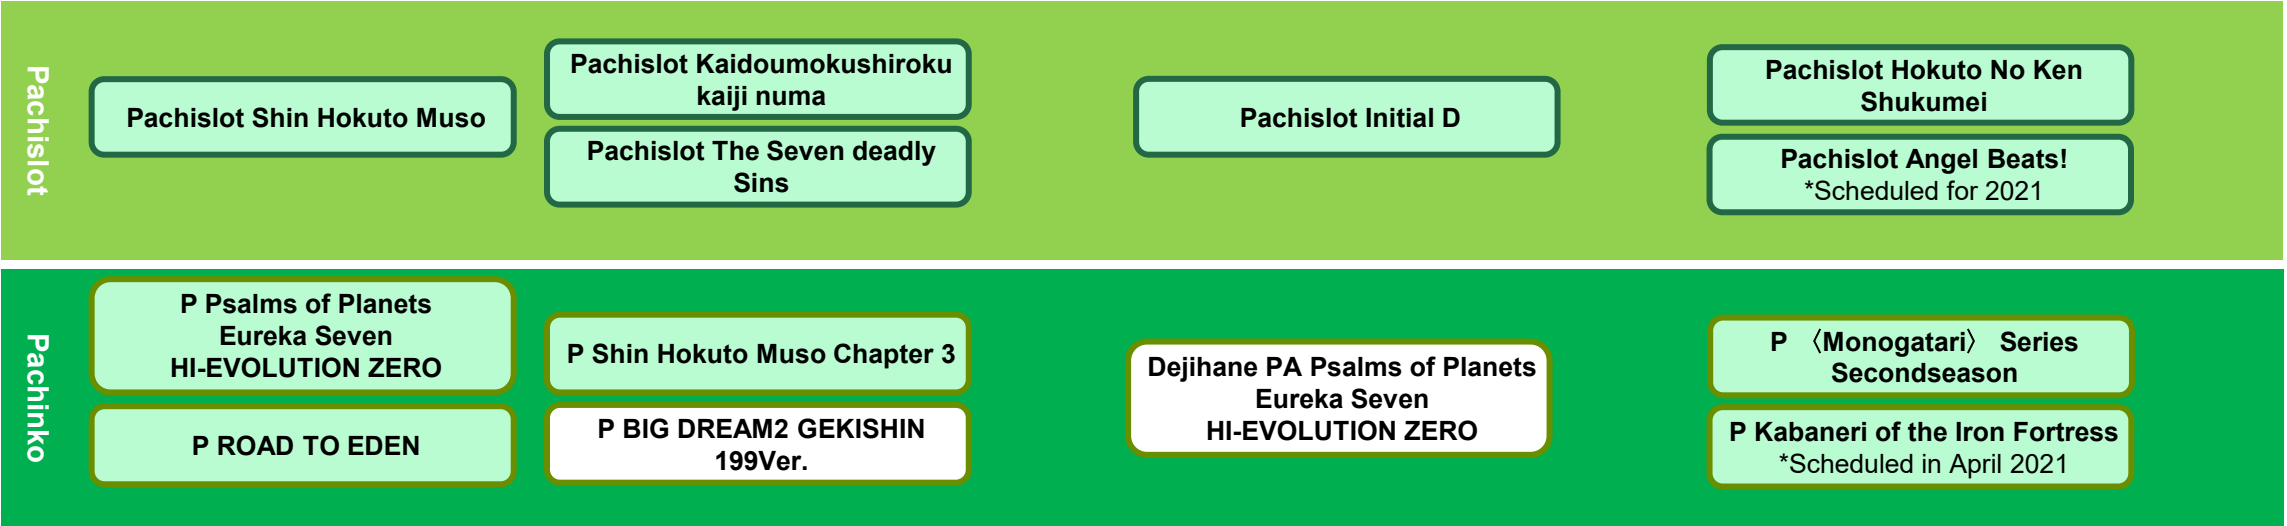 Pachislot
Pachislot Shin Hokuto Muso
Pachislot Kaidoumokushiroku
kaiji numa
Pachislot The Seven deadly
Sins
Pachislot Initial D
Pachislot Hokuto No Ken
Shukumei
Pachislot Angel Beats!
*Scheduled for 2021
Pachinko
P Psalms of Planets
Eureka Seven
HI-EVOLUTION ZERO
P ROAD TO EDEN
P Shin Hokuto Muso Chapter 3
P BIG DREAM2 GEKISHIN
199Ver.
Dejihane PA Psalms of Planets
Eureka Seven
HI-EVOLUTION ZERO
P 〈Monogatari〉 Series
Secondseason
P Kabaneri of the Iron Fortress
*Scheduled in April 2021